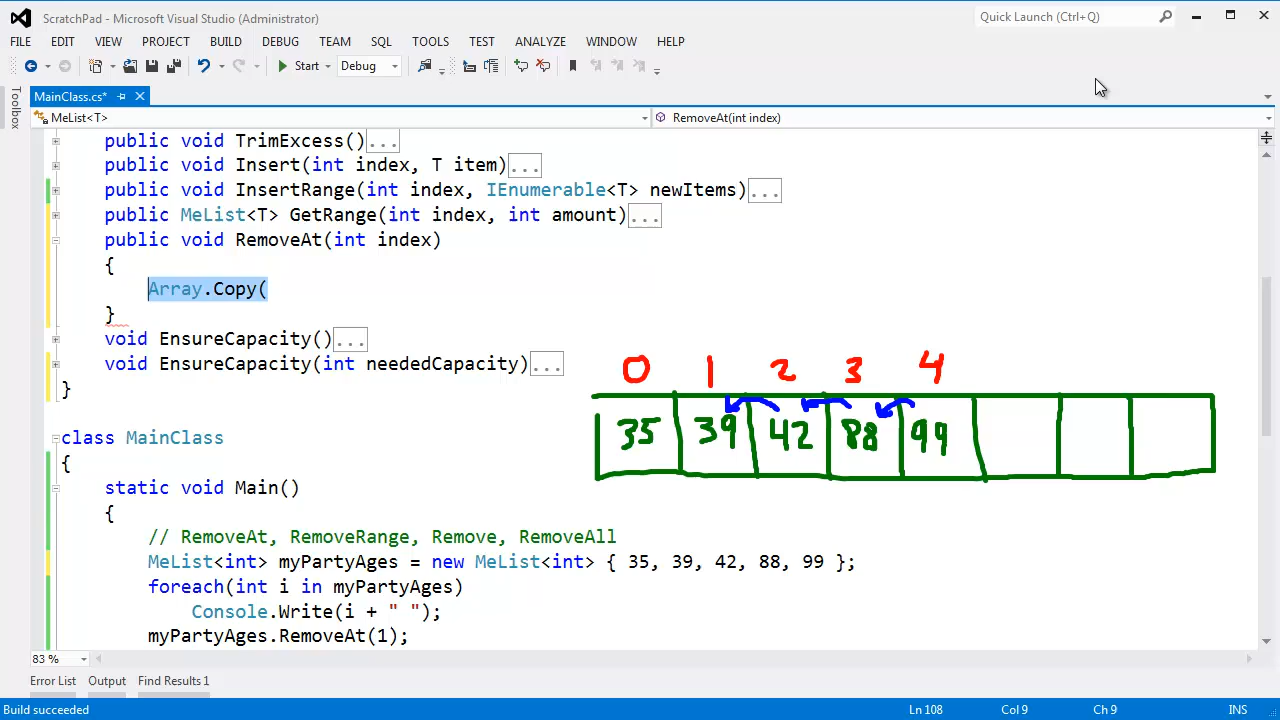 ScratchPad - Microsoft Visual Studio (Administrator)
Quick Launch (Ctrl+Q)
FILE EDIT VIEW PROJECT BUILD DEBUG TEAM SQL TOOLS TEST ANALYZE WINDOW HELP
Start Debug
Toolbox
MainClass.cs*
MeList<T> RemoveAt(int index)
public void TrimExcess()...
public void Insert(int index, T item)...
public void InsertRange(int index, IEnumerable<T> newItems)...
public MeList<T> GetRange(int index, int amount)...
public void RemoveAt(int index)
{
Array.Copy(
}
void EnsureCapacity()...
void EnsureCapacity(int neededCapacity)...
}
0 1 2 3 4
35 39 42 88 99
class MainClass
{
static void Main()
{
// RemoveAt, RemoveRange, Remove, RemoveAll
MeList<int> myPartyAges = new MeList<int> { 35, 39, 42, 88, 99 };
foreach(int i in myPartyAges)
Console.Write(i + " ");
myPartyAges.RemoveAt(1);
83 %
Error List Output Find Results 1
Build succeeded Ln 108 Col 9 Ch 9 INS